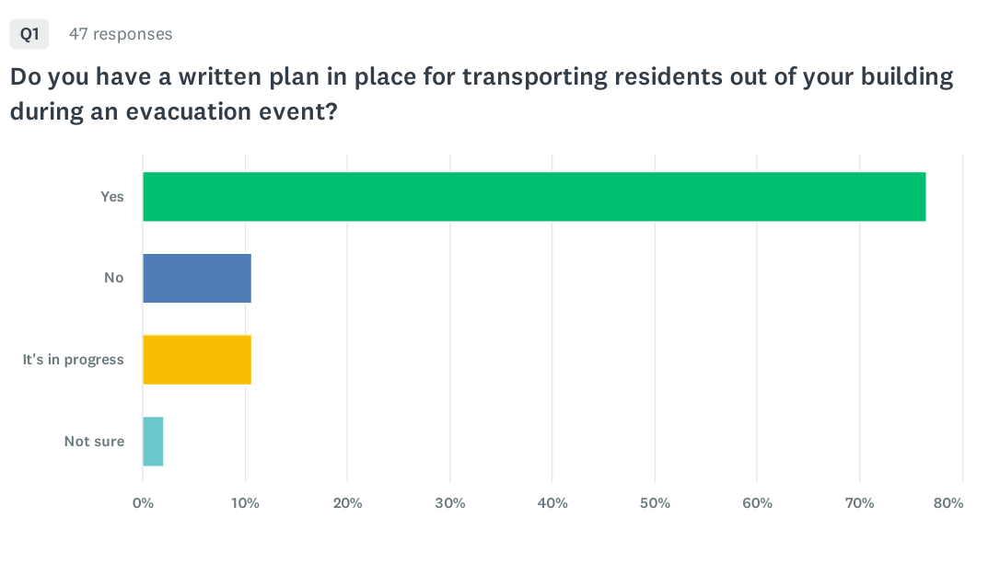 Q1 47 responses
Do you have a written plan in place for transporting residents out of your building
during an evacuation event?
Yes
No
It's in progress
Not sure
0% 10% 20% 30% 40% 50% 60% 70% 80%